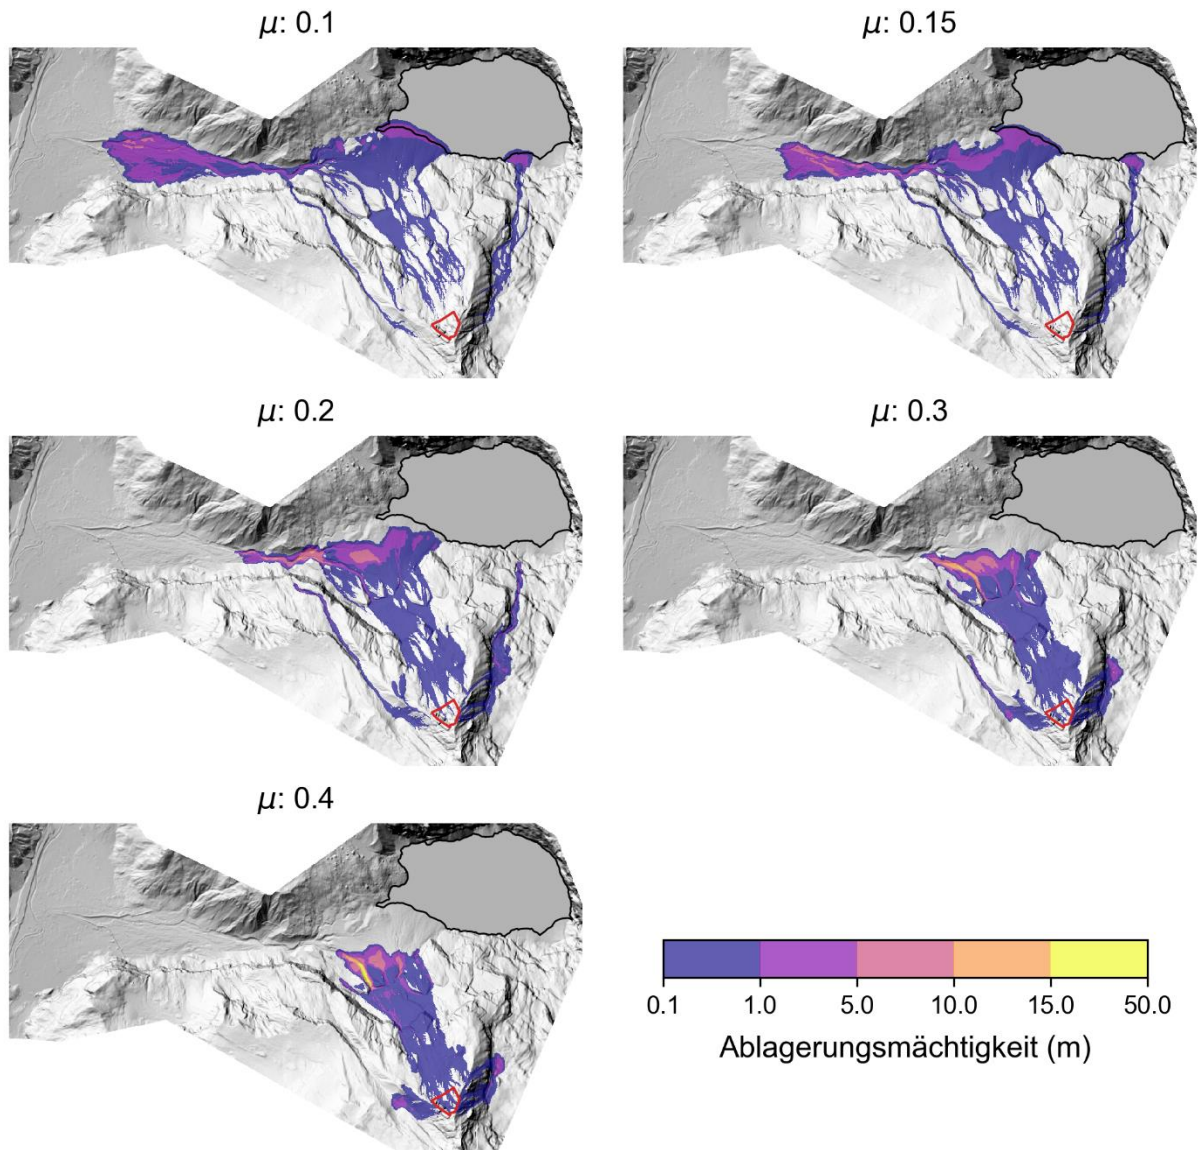 μ: 0.1
μ: 0.15
μ: 0.2
μ: 0.3
μ: 0.4
0.1 1.0 5.0 10.0 15.0 50.0
Ablagerungsmächtigkeit (m)